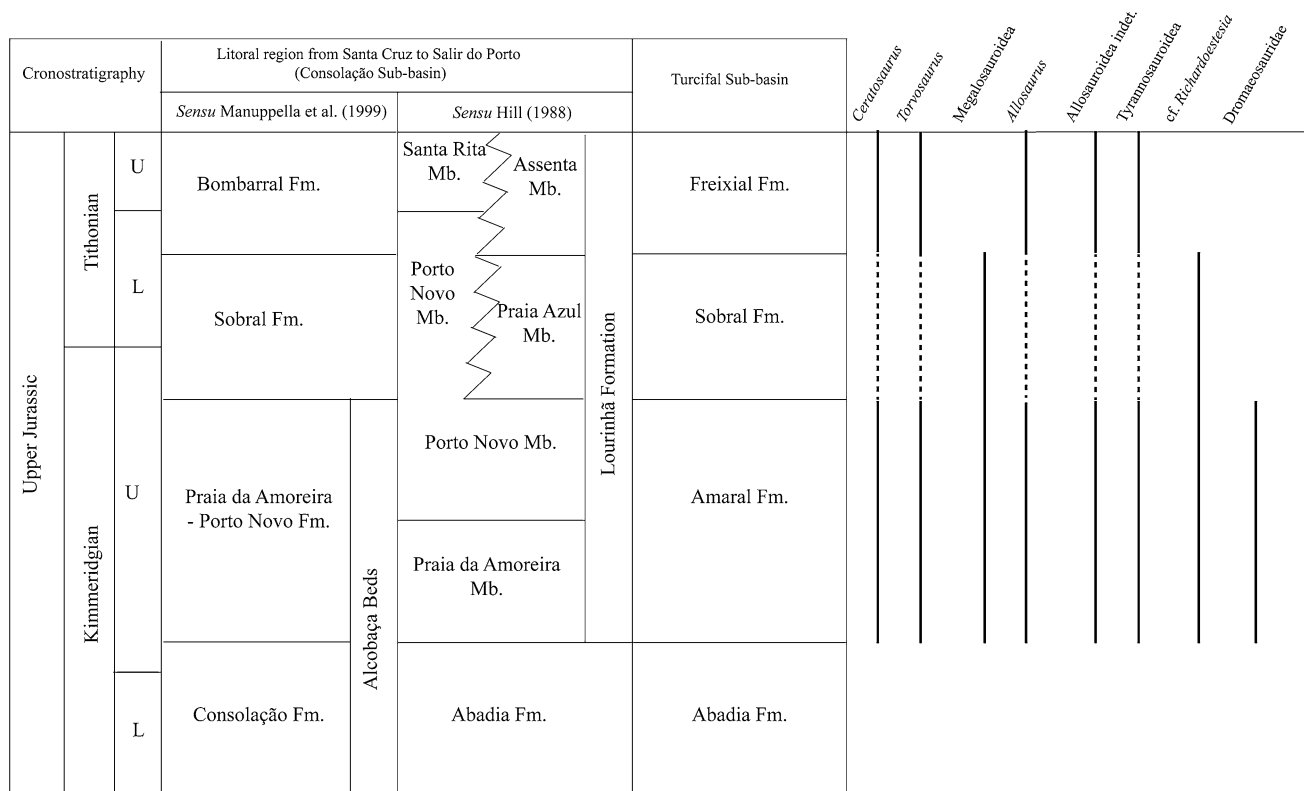 Cronostratigraphy
Litoral region from Santa Cruz to Salir do Porto
(Consolação Sub-basin)
Sensu Manuppella et al. (1999)
Sensu Hill (1988)
Turcifal Sub-basin
Ceratosaurus
Torvosaurus
Megalosauroidea
Allosaurus
Allosauroidea indet.
Tyrannosauroidea
cf. Richardoestesia
Dromaeosauridae
Upper Jurassic
Tithonian
U
L
Kimmeridgian
U
L
Bombarral Fm.
Sobral Fm.
Praia da Amoreira
- Porto Novo Fm.
Consolação Fm.
Alcobaça Beds
Santa Rita
Mb.
Assenta
Mb.
Porto
Novo
Mb.
Praia Azul
Mb.
Porto Novo Mb.
Praia da Amoreira
Mb.
Abadia Fm.
Lourinhã Formation
Freixial Fm.
Sobral Fm.
Amaral Fm.
Abadia Fm.